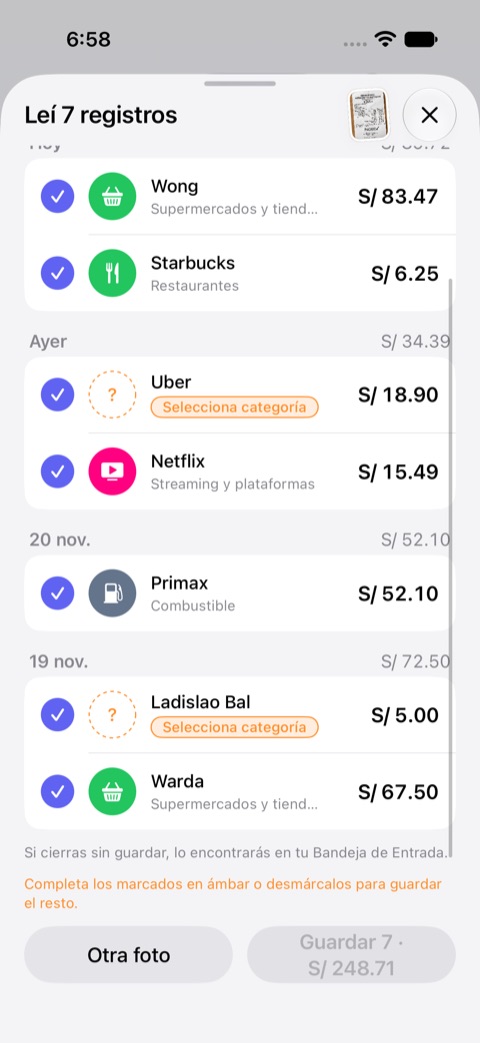 6:58
Leí 7 registros
Hoy
Wong
Supermercados y tiend...
S/ 83.47
Starbucks
Restaurantes
S/ 6.25
Ayer
S/ 34.39
?
Uber
Selecciona categoría
S/ 18.90
Netflix
Streaming y plataformas
S/ 15.49
20 nov.
S/ 52.10
Primax
Combustible
S/ 52.10
19 nov.
S/ 72.50
?
Ladislao Bal
Selecciona categoría
S/ 5.00
Warda
Supermercados y tiend...
S/ 67.50
Si cierras sin guardar, lo encontrarás en tu Bandeja de Entrada.
Completa los marcados en ámbar o desmárcalos para guardar
el resto.
Otra foto
Guardar 7 ·
S/ 248.71